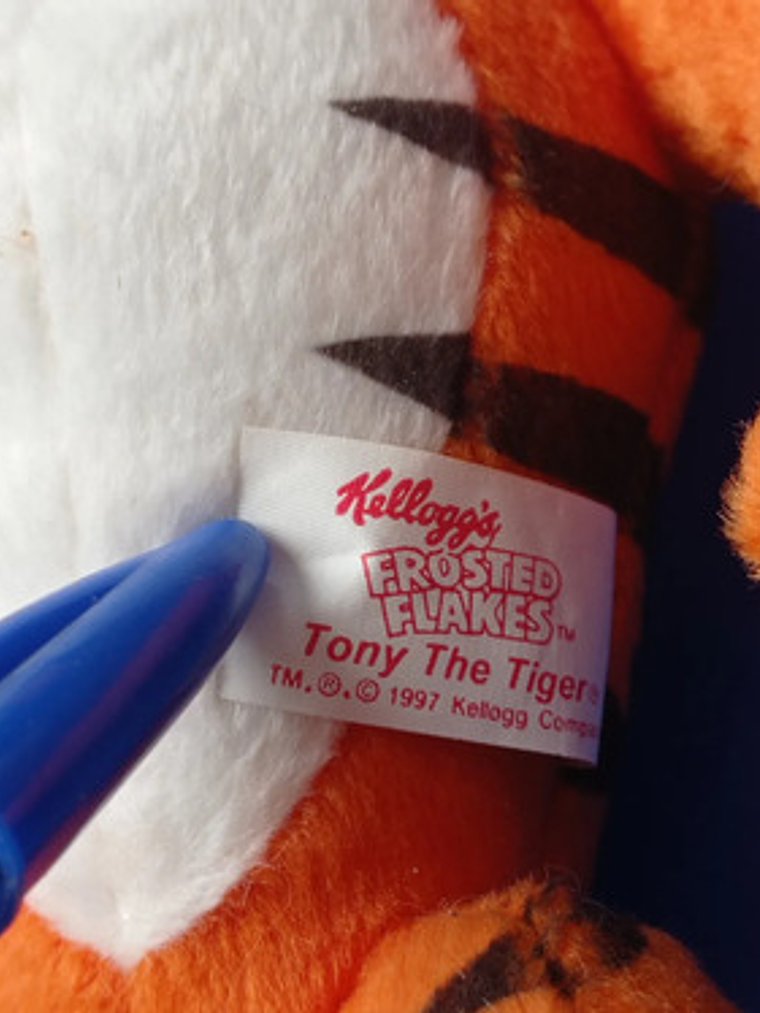 Kellogg's
FROSTED
FLAKES™
Tony The Tiger®
TM. ®. © 1997 Kellogg